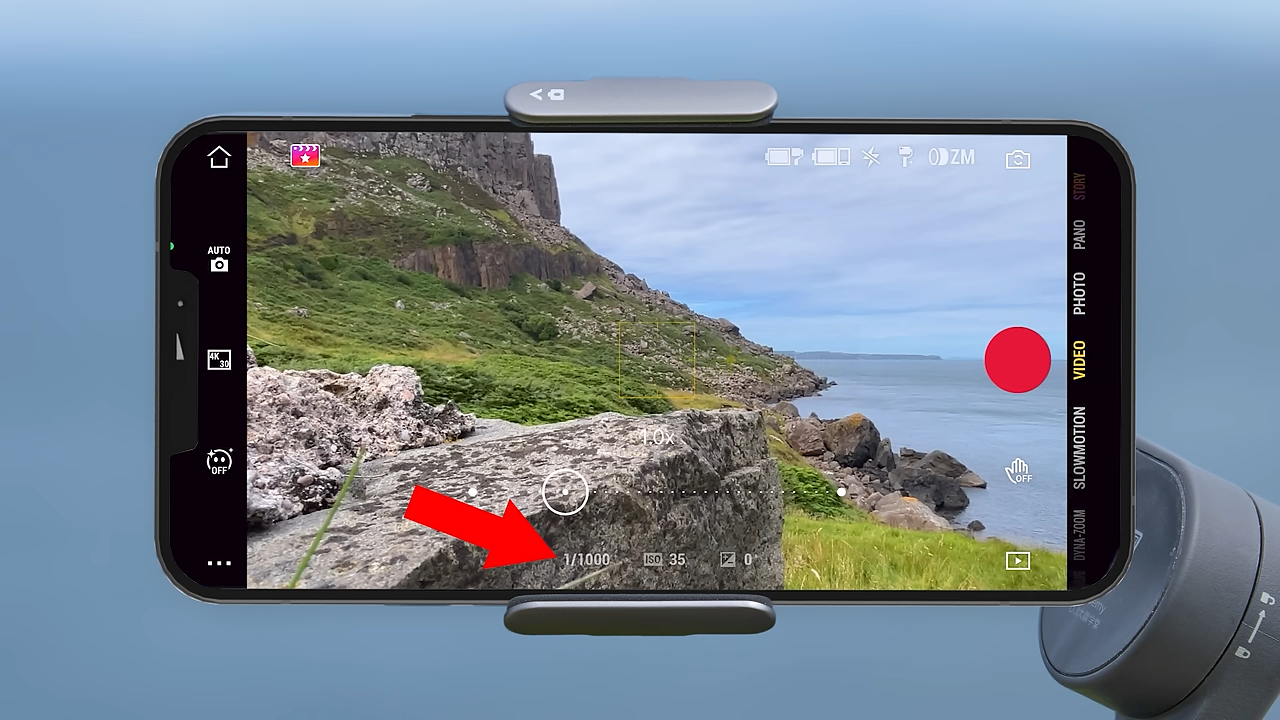 ZM
AUTO
4K
30
OFF
1.0x
1/1000
ISO 35
0
OFF
STORY
PANO
PHOTO
VIDEO
SLOWMOTION
DYNA-ZOOM